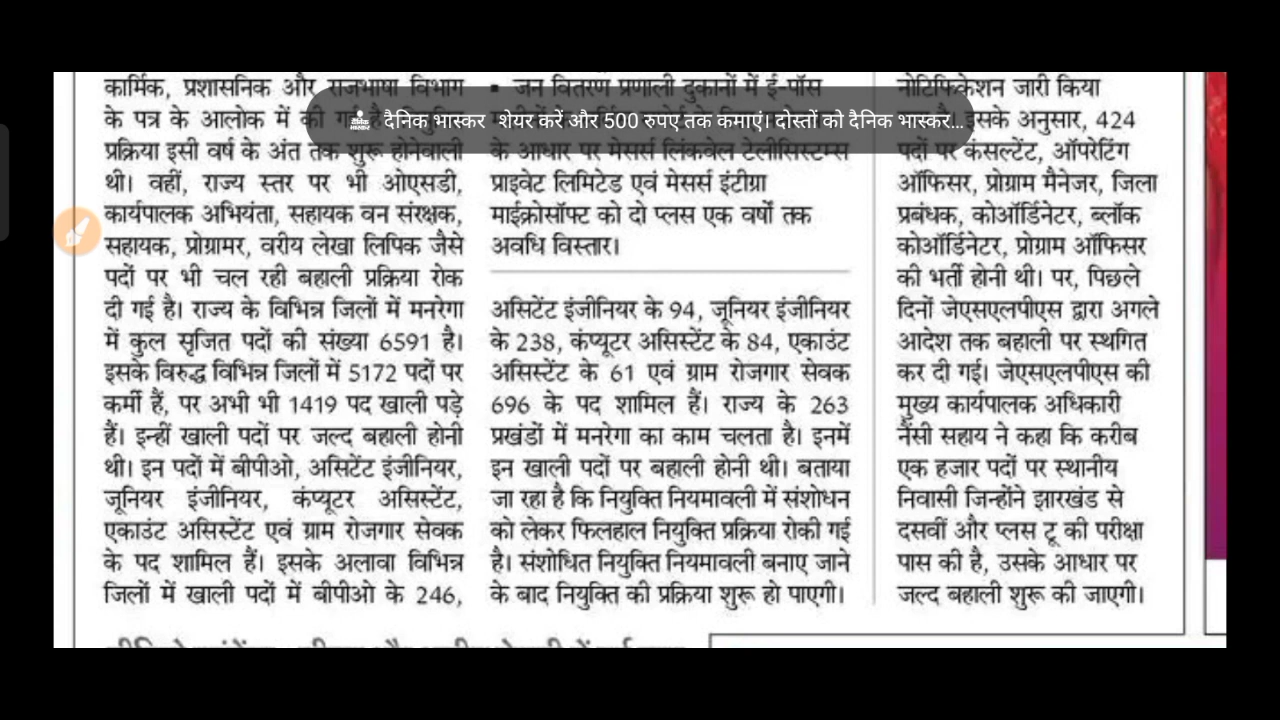 कार्मिक, प्रशासनिक और राजभाषा विभाग
के पत्र के आलोक में की
प्रक्रिया इसी वर्ष के अंत तक शुरू होनेवाली
थी। वहीं, राज्य स्तर पर भी ओएसडी,
कार्यपालक अभियंता, सहायक वन संरक्षक,
सहायक, प्रोग्रामर, वरीय लेखा लिपिक जैसे
पदों पर भी चल रही बहाली प्रक्रिया रोक
दी गई है। राज्य के विभिन्न जिलों में मनरेगा
में कुल सृजित पदों की संख्या 6591 है।
इसके विरुद्ध विभिन्न जिलों में 5172 पदों पर
कर्मी हैं, पर अभी भी 1419 पद खाली पड़े
हैं। इन्हीं खाली पदों पर जल्द बहाली होनी
थी। इन पदों में बीपीओ, असिटेंट इंजीनियर,
जूनियर इंजीनियर, कंप्यूटर असिस्टेंट,
एकाउंट असिस्टेंट एवं ग्राम रोजगार सेवक
के पद शामिल हैं। इसके अलावा विभिन्न
जिलों में खाली पदों में बीपीओ के 246,
▪ जन वितरण प्रणाली दुकानों में ई-पॉस
दैनिक भास्कर शेयर करें और 500 रुपए तक कमाएं। दोस्तों को दैनिक भास्कर...
के आधार पर मेसर्स लिंकवेल टेलीसिस्टम्स
प्राइवेट लिमिटेड एवं मेसर्स इंटीग्रा
माईक्रोसॉफ्ट को दो प्लस एक वर्षों तक
अवधि विस्तार।
असिटेंट इंजीनियर के 94, जूनियर इंजीनियर
के 238, कंप्यूटर असिस्टेंट के 84, एकाउंट
असिस्टेंट के 61 एवं ग्राम रोजगार सेवक
696 के पद शामिल हैं। राज्य के 263
प्रखंडों में मनरेगा का काम चलता है। इनमें
इन खाली पदों पर बहाली होनी थी। बताया
जा रहा है कि नियुक्ति नियमावली में संशोधन
को लेकर फिलहाल नियुक्ति प्रक्रिया रोकी गई
है। संशोधित नियुक्ति नियमावली बनाए जाने
के बाद नियुक्ति की प्रक्रिया शुरू हो पाएगी।
नोटिफिकेशन जारी किया
इसके अनुसार, 424
पदों पर कंसल्टेंट, ऑपरेटिंग
ऑफिसर, प्रोग्राम मैनेजर, जिला
प्रबंधक, कोऑर्डिनेटर, ब्लॉक
कोऑर्डिनेटर, प्रोग्राम ऑफिसर
की भर्ती होनी थी। पर, पिछले
दिनों जेएसएलपीएस द्वारा अगले
आदेश तक बहाली पर स्थगित
कर दी गई। जेएसएलपीएस की
मुख्य कार्यपालक अधिकारी
नैंसी सहाय ने कहा कि करीब
एक हजार पदों पर स्थानीय
निवासी जिन्होंने झारखंड से
दसवीं और प्लस टू की परीक्षा
पास की है, उसके आधार पर
जल्द बहाली शुरू की जाएगी।